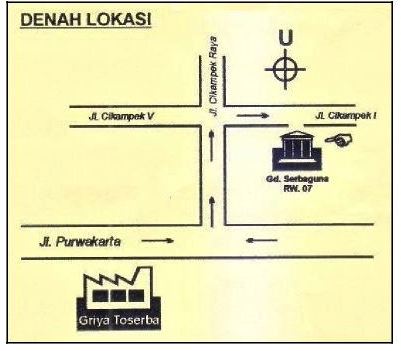 DENAH LOKASI
U
Jl. Cikampek Raya
Jl. Cikampek V
Jl. Cikampek I
Gd. Serbaguna
RW. 07
Jl. Purwakarta
Griya Toserba